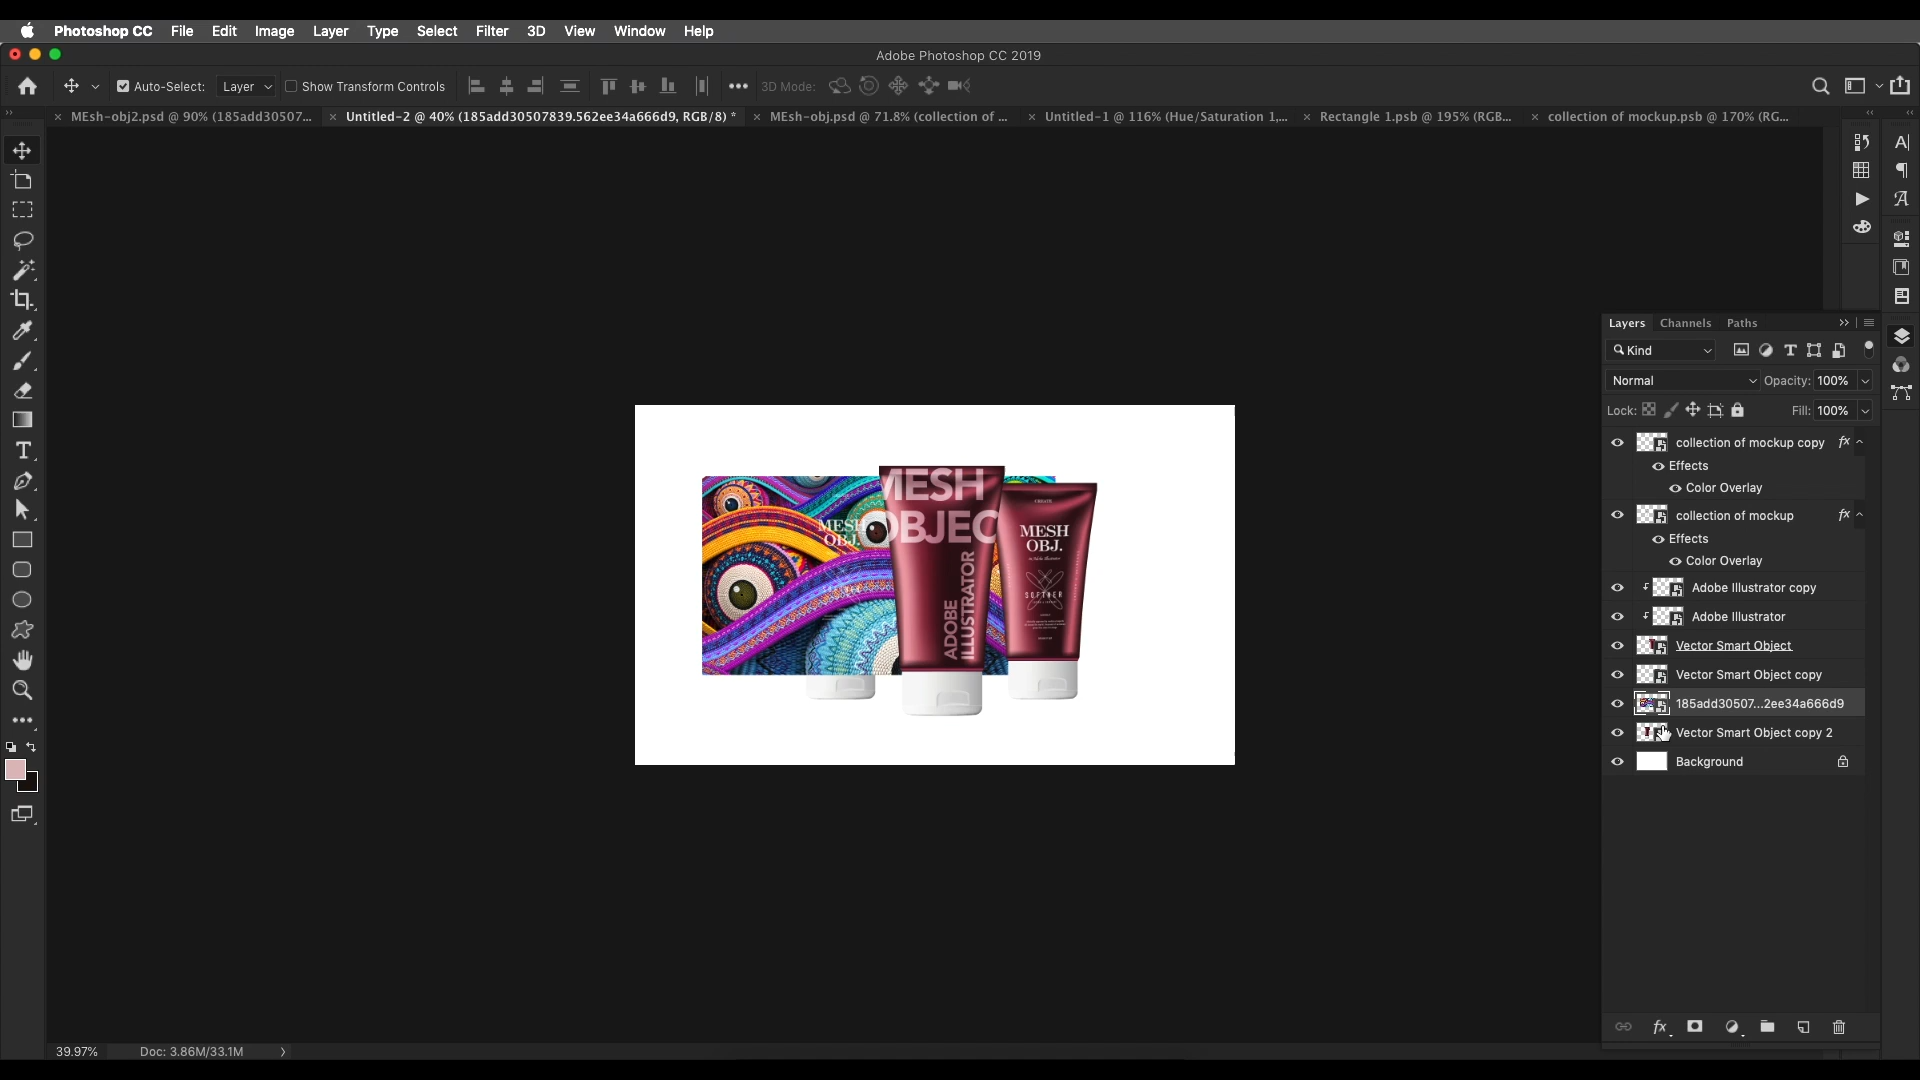 Photoshop CC File Edit Image Layer Type Select Filter 3D View Window Help
Adobe Photoshop CC 2019
Auto-Select: Layer Show Transform Controls 3D Mode:
MEsh-obj2.psd @ 90% (185add30507...
Untitled-2 @ 40% (185add30507839.562ee34a666d9, RGB/8) *
MEsh-obj.psd @ 71.8% (collection of ...
Untitled-1 @ 116% (Hue/Saturation 1,...
Rectangle 1.psb @ 195% (RGB...
collection of mockup.psb @ 170% (RG...
Layers Channels Paths
Kind
Normal Opacity: 100%
Lock: Fill: 100%
collection of mockup copy fx
Effects
Color Overlay
collection of mockup fx
Effects
Color Overlay
Adobe Illustrator copy
Adobe Illustrator
Vector Smart Object
Vector Smart Object copy
185add30507...2ee34a666d9
Vector Smart Object copy 2
Background
MESH
OBJ.
MESH
OBJEC
ADOBE
ILLUSTRATOR
CREATE
MESH
OBJ.
SOFTNER
39.97% Doc: 3.86M/33.1M